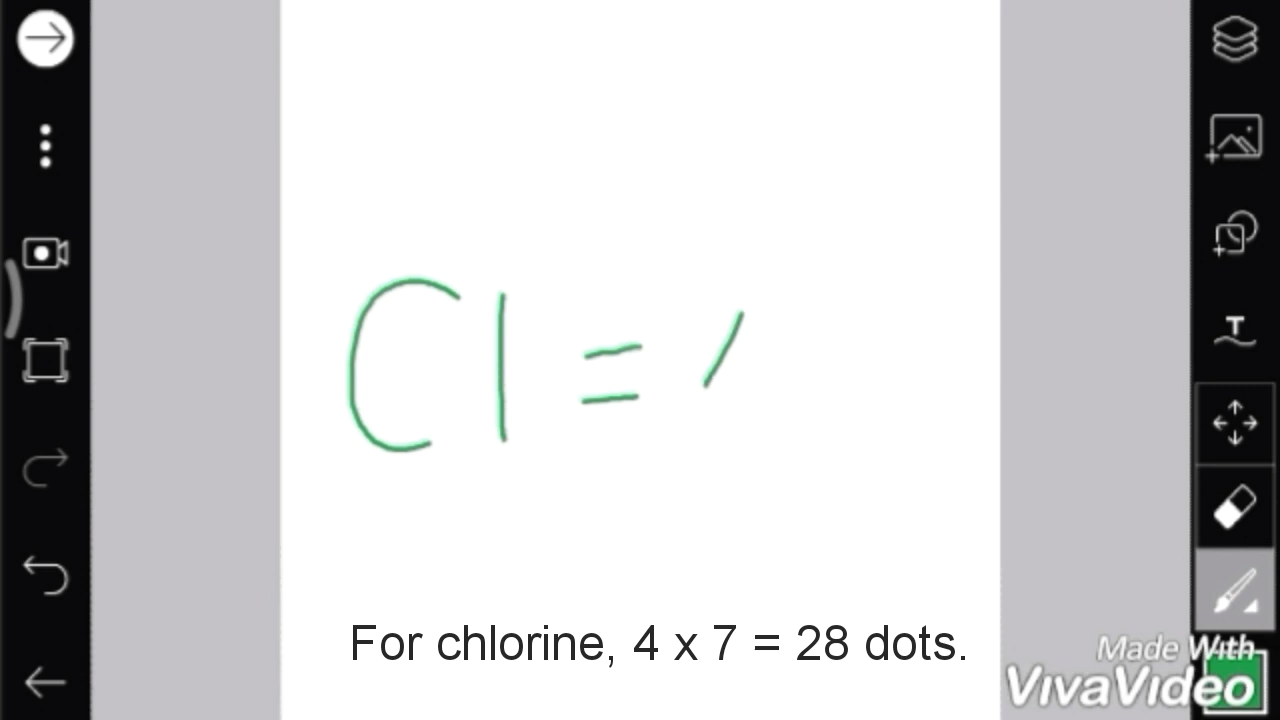 Cl =
For chlorine, 4 x 7 = 28 dots.
Made With
VivaVideo